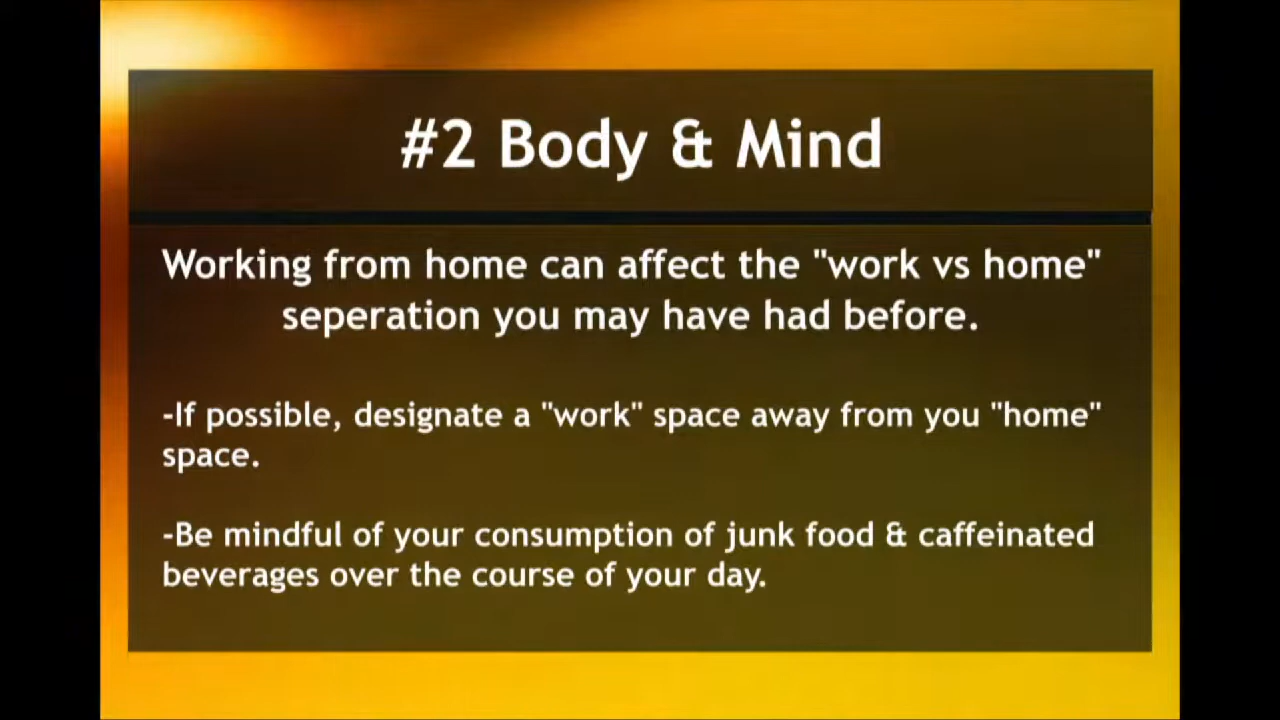 #2 Body & Mind
Working from home can affect the "work vs home"
seperation you may have had before.
-If possible, designate a "work" space away from you "home"
space.
-Be mindful of your consumption of junk food & caffeinated
beverages over the course of your day.